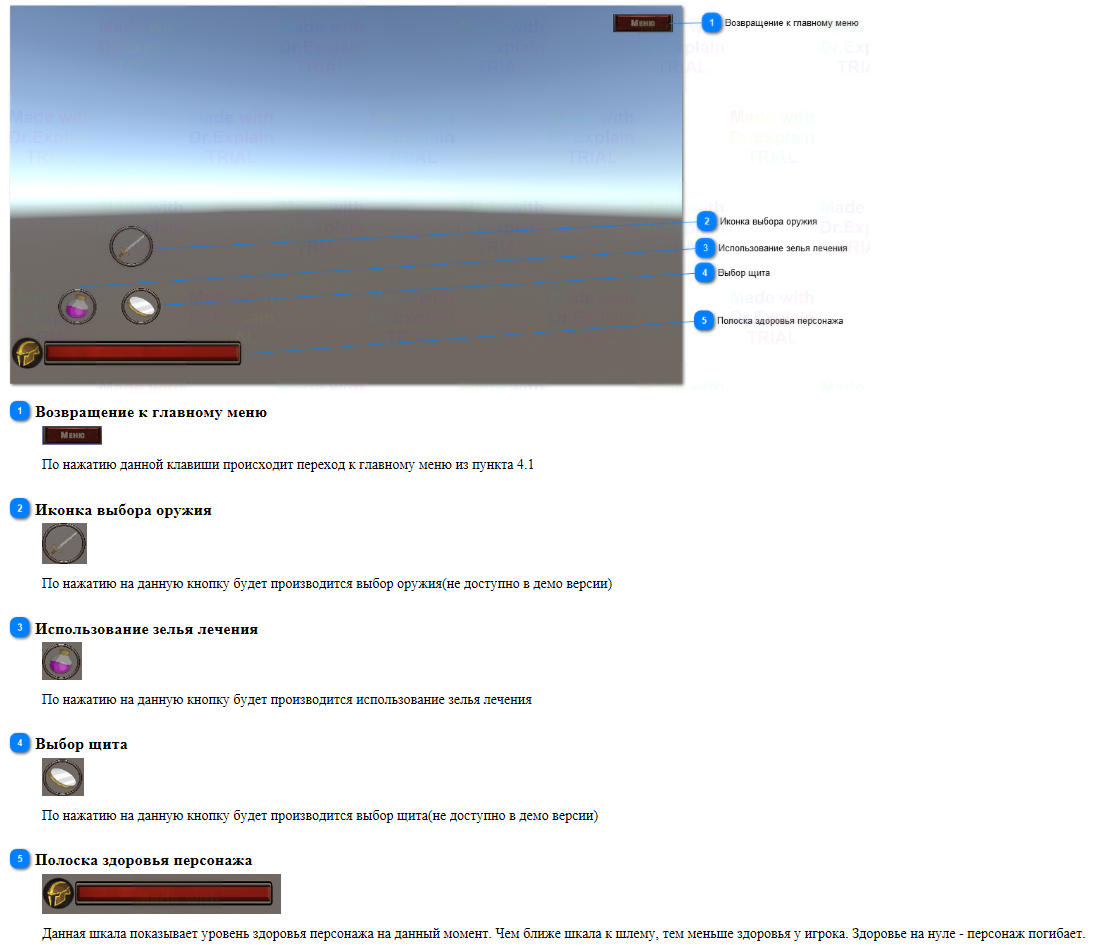 Меню
1 Возвращение к главному меню
2 Иконка выбора оружия
3 Использование зелья лечения
4 Выбор щита
5 Полоска здоровья персонажа
Made with
Dr.Explain
TRIAL
1 Возвращение к главному меню
Меню
По нажатию данной клавиши происходит переход к главному меню из пункта 4.1
2 Иконка выбора оружия
По нажатию на данную кнопку будет производится выбор оружия(не доступно в демо версии)
3 Использование зелья лечения
По нажатию на данную кнопку будет производится использование зелья лечения
4 Выбор щита
По нажатию на данную кнопку будет производится выбор щита(не доступно в демо версии)
5 Полоска здоровья персонажа
Данная шкала показывает уровень здоровья персонажа на данный момент. Чем ближе шкала к шлему, тем меньше здоровья у игрока. Здоровье на нуле - персонаж погибает.